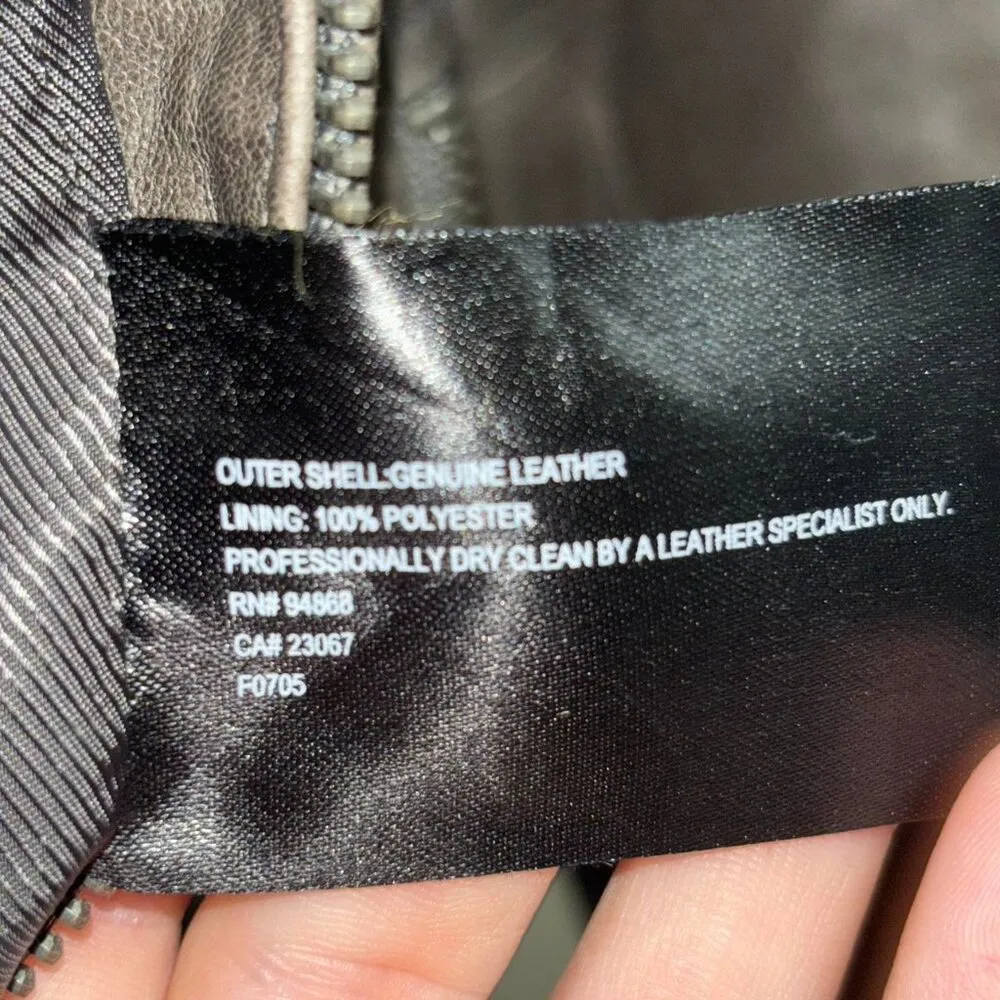 OUTER SHELL:GENUINE LEATHER
LINING: 100% POLYESTER
PROFESSIONALLY DRY CLEAN BY A LEATHER SPECIALIST ONLY.
RN# 94868
CA# 23067
F0705